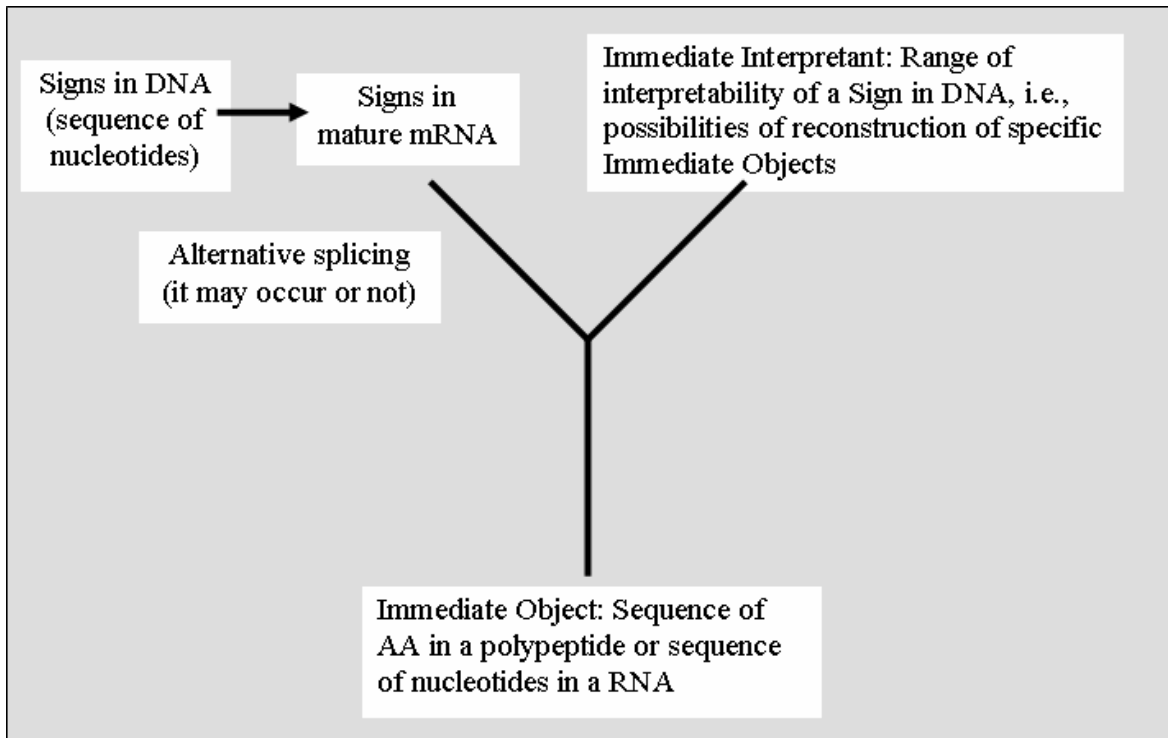 Signs in DNA
(sequence of
nucleotides)
Signs in
mature mRNA
Immediate Interpretant: Range of
interpretability of a Sign in DNA, i.e.,
possibilities of reconstruction of specific
Immediate Objects
Alternative splicing
(it may occur or not)
Immediate Object: Sequence of
AA in a polypeptide or sequence
of nucleotides in a RNA